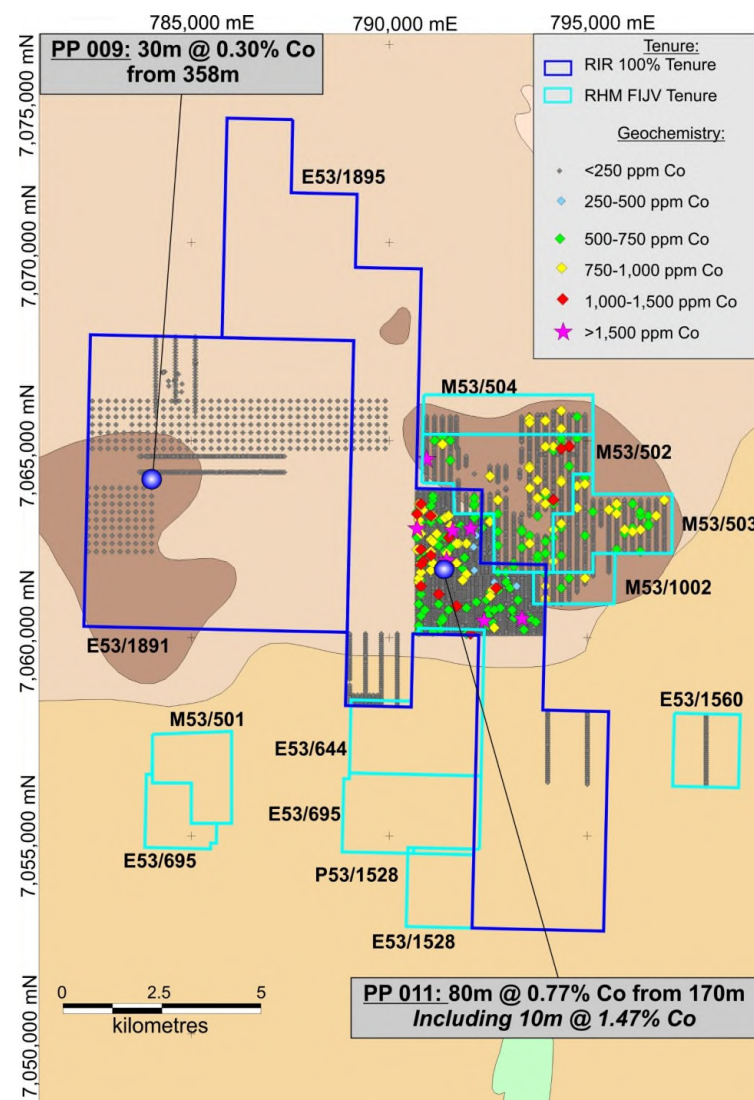 785,000 mE
790,000 mE
795,000 mE
PP 009: 30m @ 0.30% Co
from 358m
Tenure:
RIR 100% Tenure
RHM FIJV Tenure
Geochemistry:
<250 ppm Co
250-500 ppm Co
500-750 ppm Co
750-1,000 ppm Co
1,000-1,500 ppm Co
>1,500 ppm Co
7,075,000 mN
7,070,000 mN
7,065,000 mN
7,060,000 mN
7,055,000 mN
7,050,000 mN
E53/1895
M53/504
M53/502
M53/503
M53/1002
E53/1891
E53/1560
M53/501
E53/644
E53/695
E53/695
P53/1528
E53/1528
0
2.5
5
kilometres
PP 011: 80m @ 0.77% Co from 170m
Including 10m @ 1.47% Co